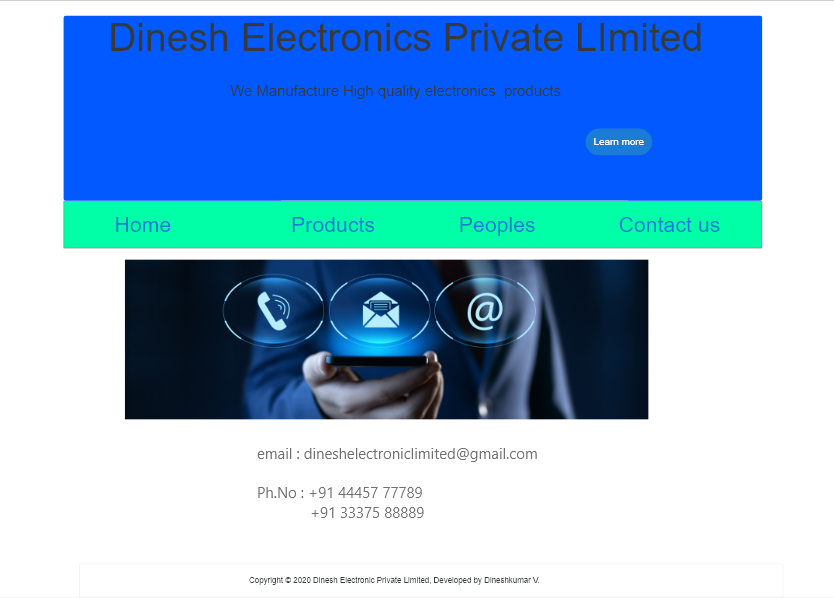 Dinesh Electronics Private LImited
We Manufacture High quality electronics products
Learn more
Home Products Peoples Contact us
@
email : dineshelectroniclimited@gmail.com
Ph.No : +91 44457 77789
+91 33375 88889
Copyright © 2020 Dinesh Electronic Private Limited, Developed by Dineshkumar V.